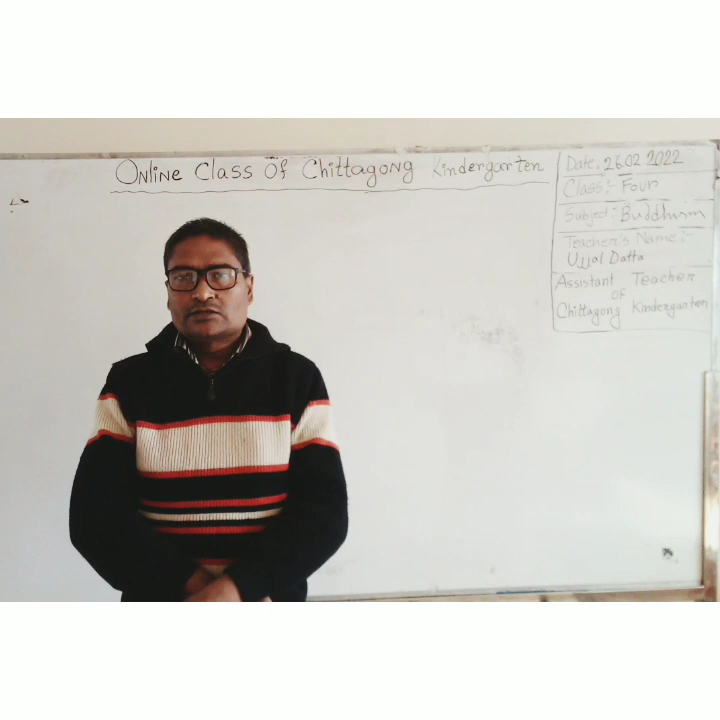 Online Class Of Chittagong Kindergarten
Date, 26.02 2022
Class:- Four
Subject:- Buddhism
Teacher's Name:-
Ujjal Datta
Assistant Teacher
OF
Chittagong Kindergarten